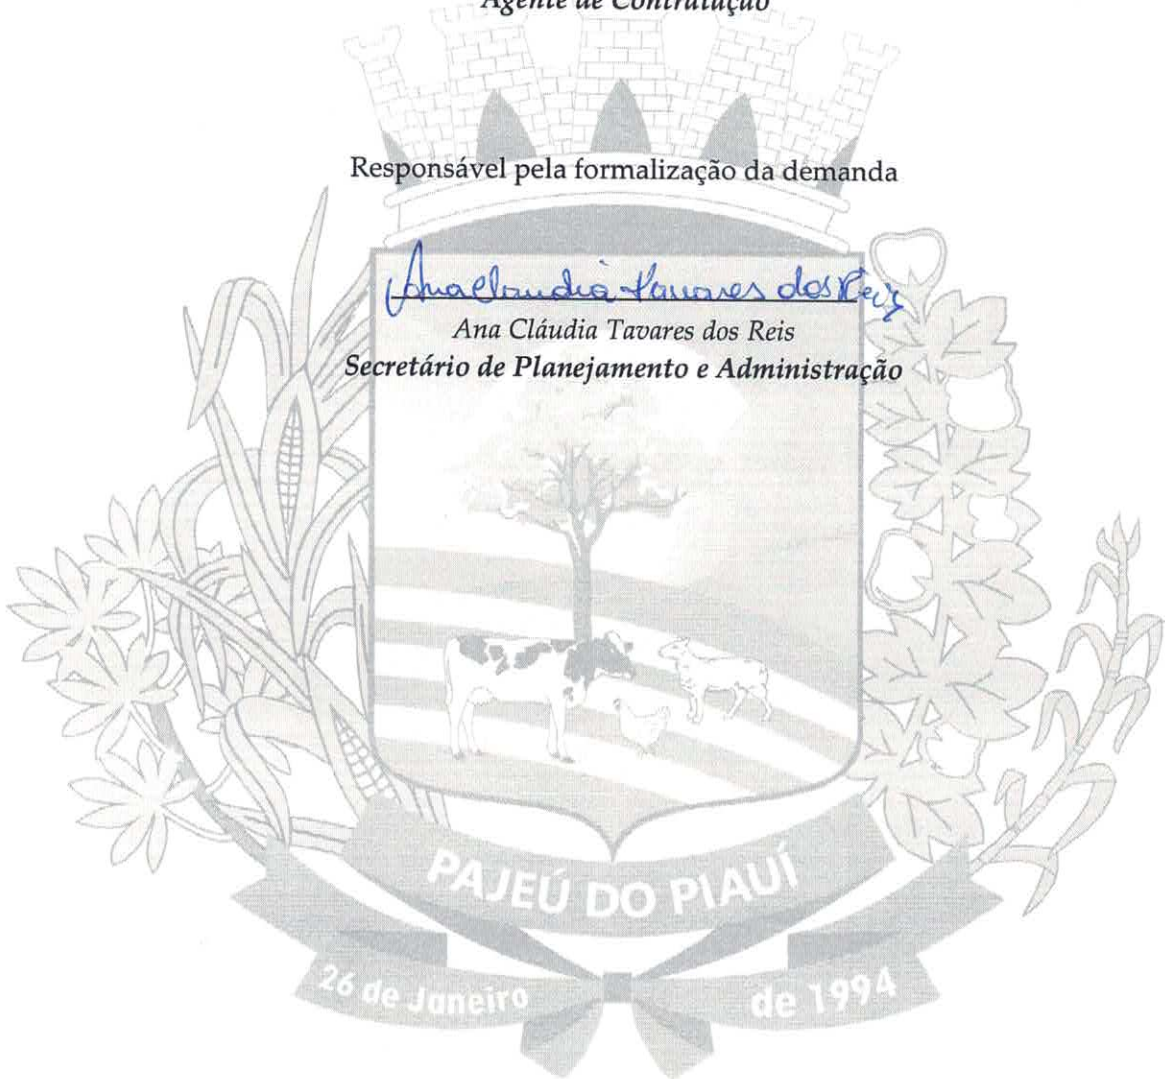 Agente de Contratação
Responsável pela formalização da demanda
Ana Claudia Tavares dos Reis
Ana Cláudia Tavares dos Reis
Secretário de Planejamento e Administração
PAJEÚ DO PIAUÍ
26 de Janeiro de 1994